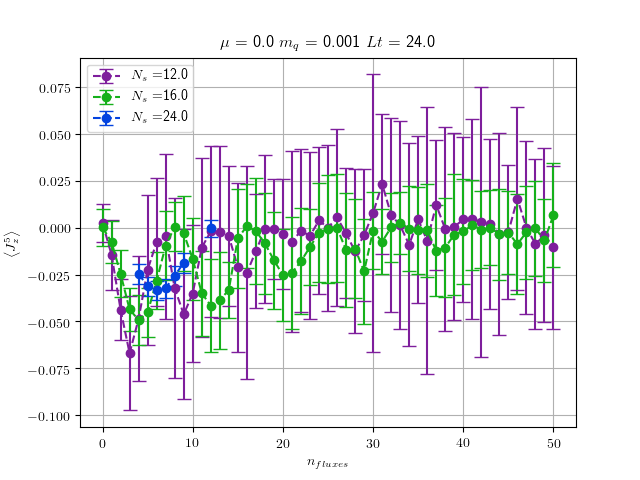 μ = 0.0 m_q = 0.001 Lt = 24.0
N_s =12.0
N_s =16.0
N_s =24.0
0.075
0.050
0.025
0.000
−0.025
−0.050
−0.075
−0.100
⟨J_z^5⟩
0 10 20 30 40 50
n_fluxes